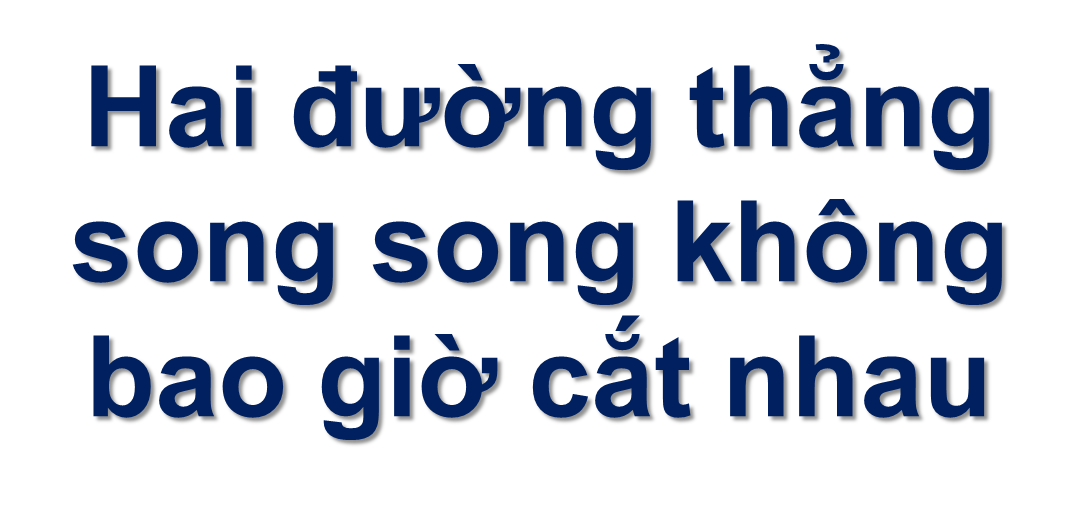 Hai đường thẳng
song song không
bao giờ cắt nhau